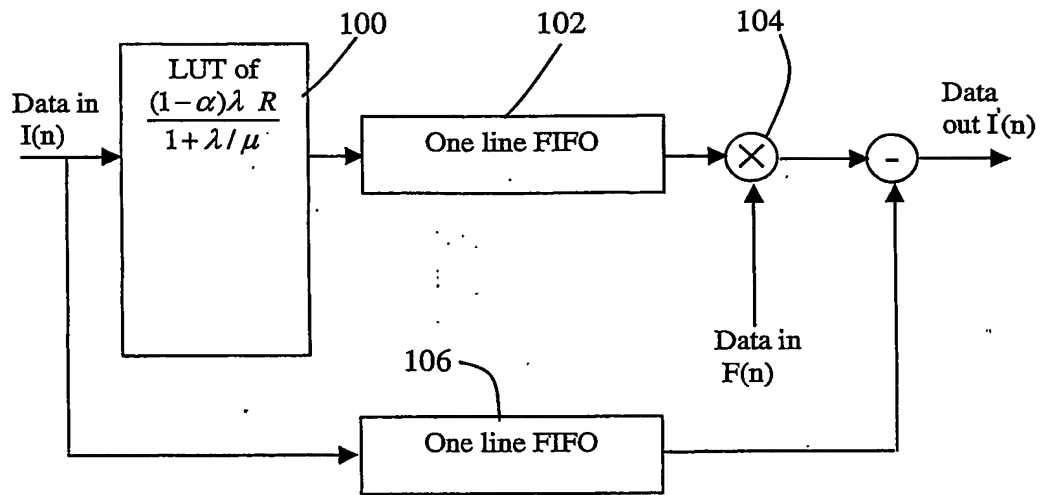 100
102
104
LUT of
(1-α)λ R
1+λ/μ
Data in
I(n)
One line FIFO
×
-
Data
out I'(n)
Data in
F(n)
106
One line FIFO